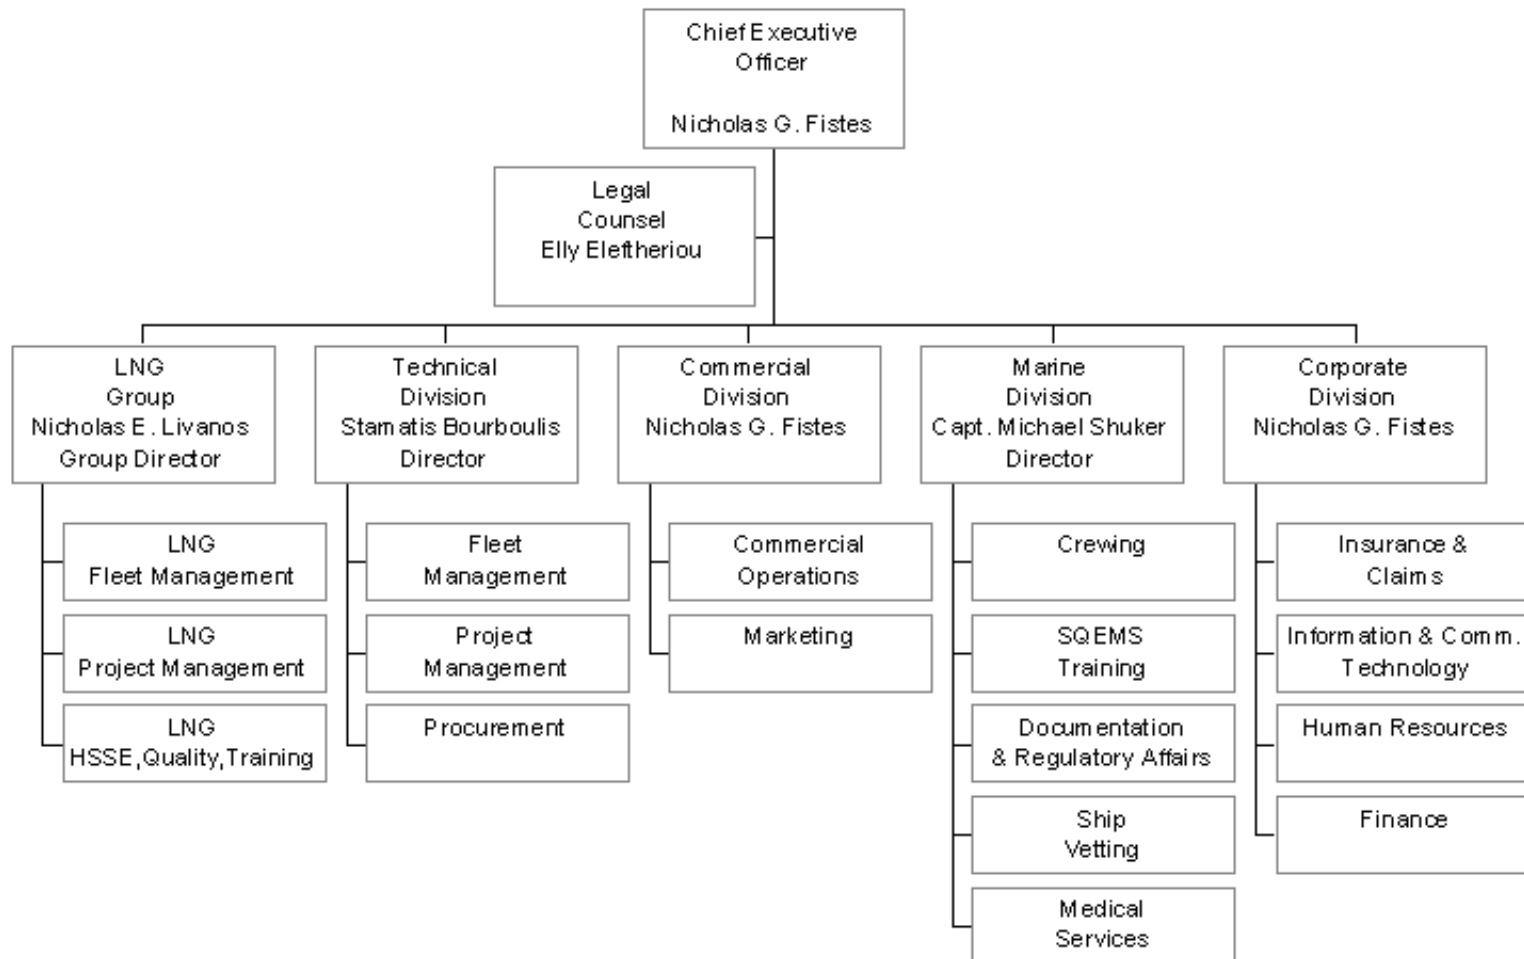 Chief Executive
Officer
Nicholas G. Fistes
Legal
Counsel
Elly Eleftheriou
LNG
Group
Nicholas E. Livanos
Group Director
Technical
Division
Stamatis Bourboulis
Director
Commercial
Division
Nicholas G. Fistes
Marine
Division
Capt. Michael Shuker
Director
Corporate
Division
Nicholas G. Fistes
LNG
Fleet Management
LNG
Project Management
LNG
HSSE,Quality,Training
Fleet
Management
Project
Management
Procurement
Commercial
Operations
Marketing
Crewing
SQEMS
Training
Documentation
& Regulatory Affairs
Ship
Vetting
Medical
Services
Insurance &
Claims
Information & Comm.
Technology
Human Resources
Finance